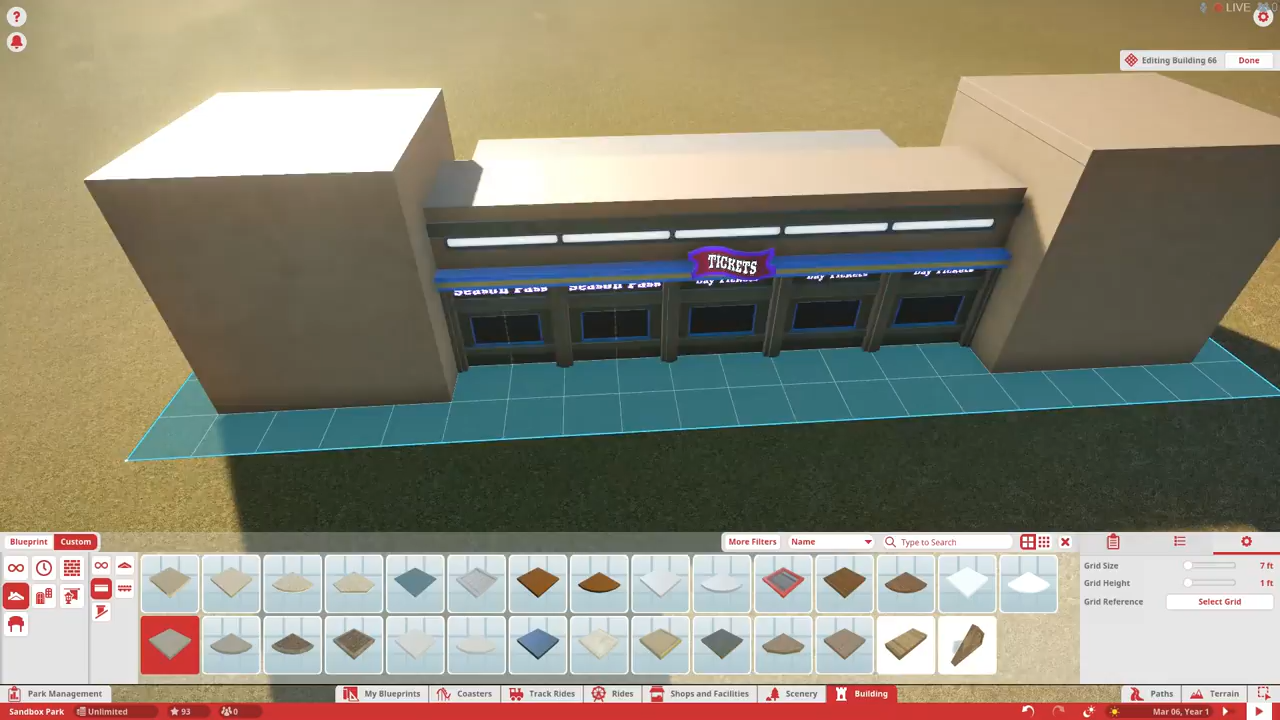 ?
LIVE
Editing Building 66 Done
TICKETS
Season Pass Season Pass Day Tickets Day Tickets Day Tickets
Blueprint Custom
More Filters Name Type to Search
Grid Size 7 ft
Grid Height 1 ft
Grid Reference Select Grid
Park Management My Blueprints Coasters Track Rides Rides Shops and Facilities Scenery Building Paths Terrain
Sandbox Park Unlimited 93 0 Mar 06, Year 1